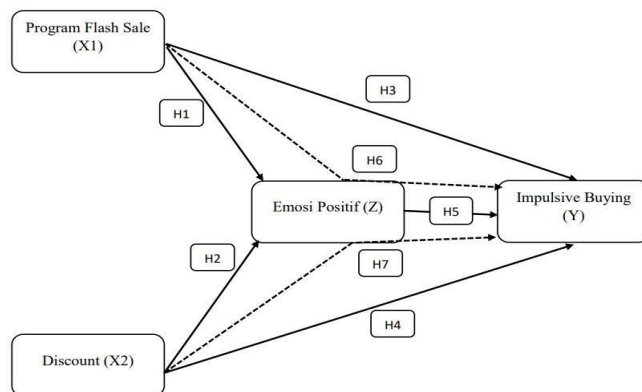 Program Flash Sale
(X1)
H3
H1
H6
Emosi Positif (Z)
H5
Impulsive Buying
(Y)
H2
H7
H4
Discount (X2)